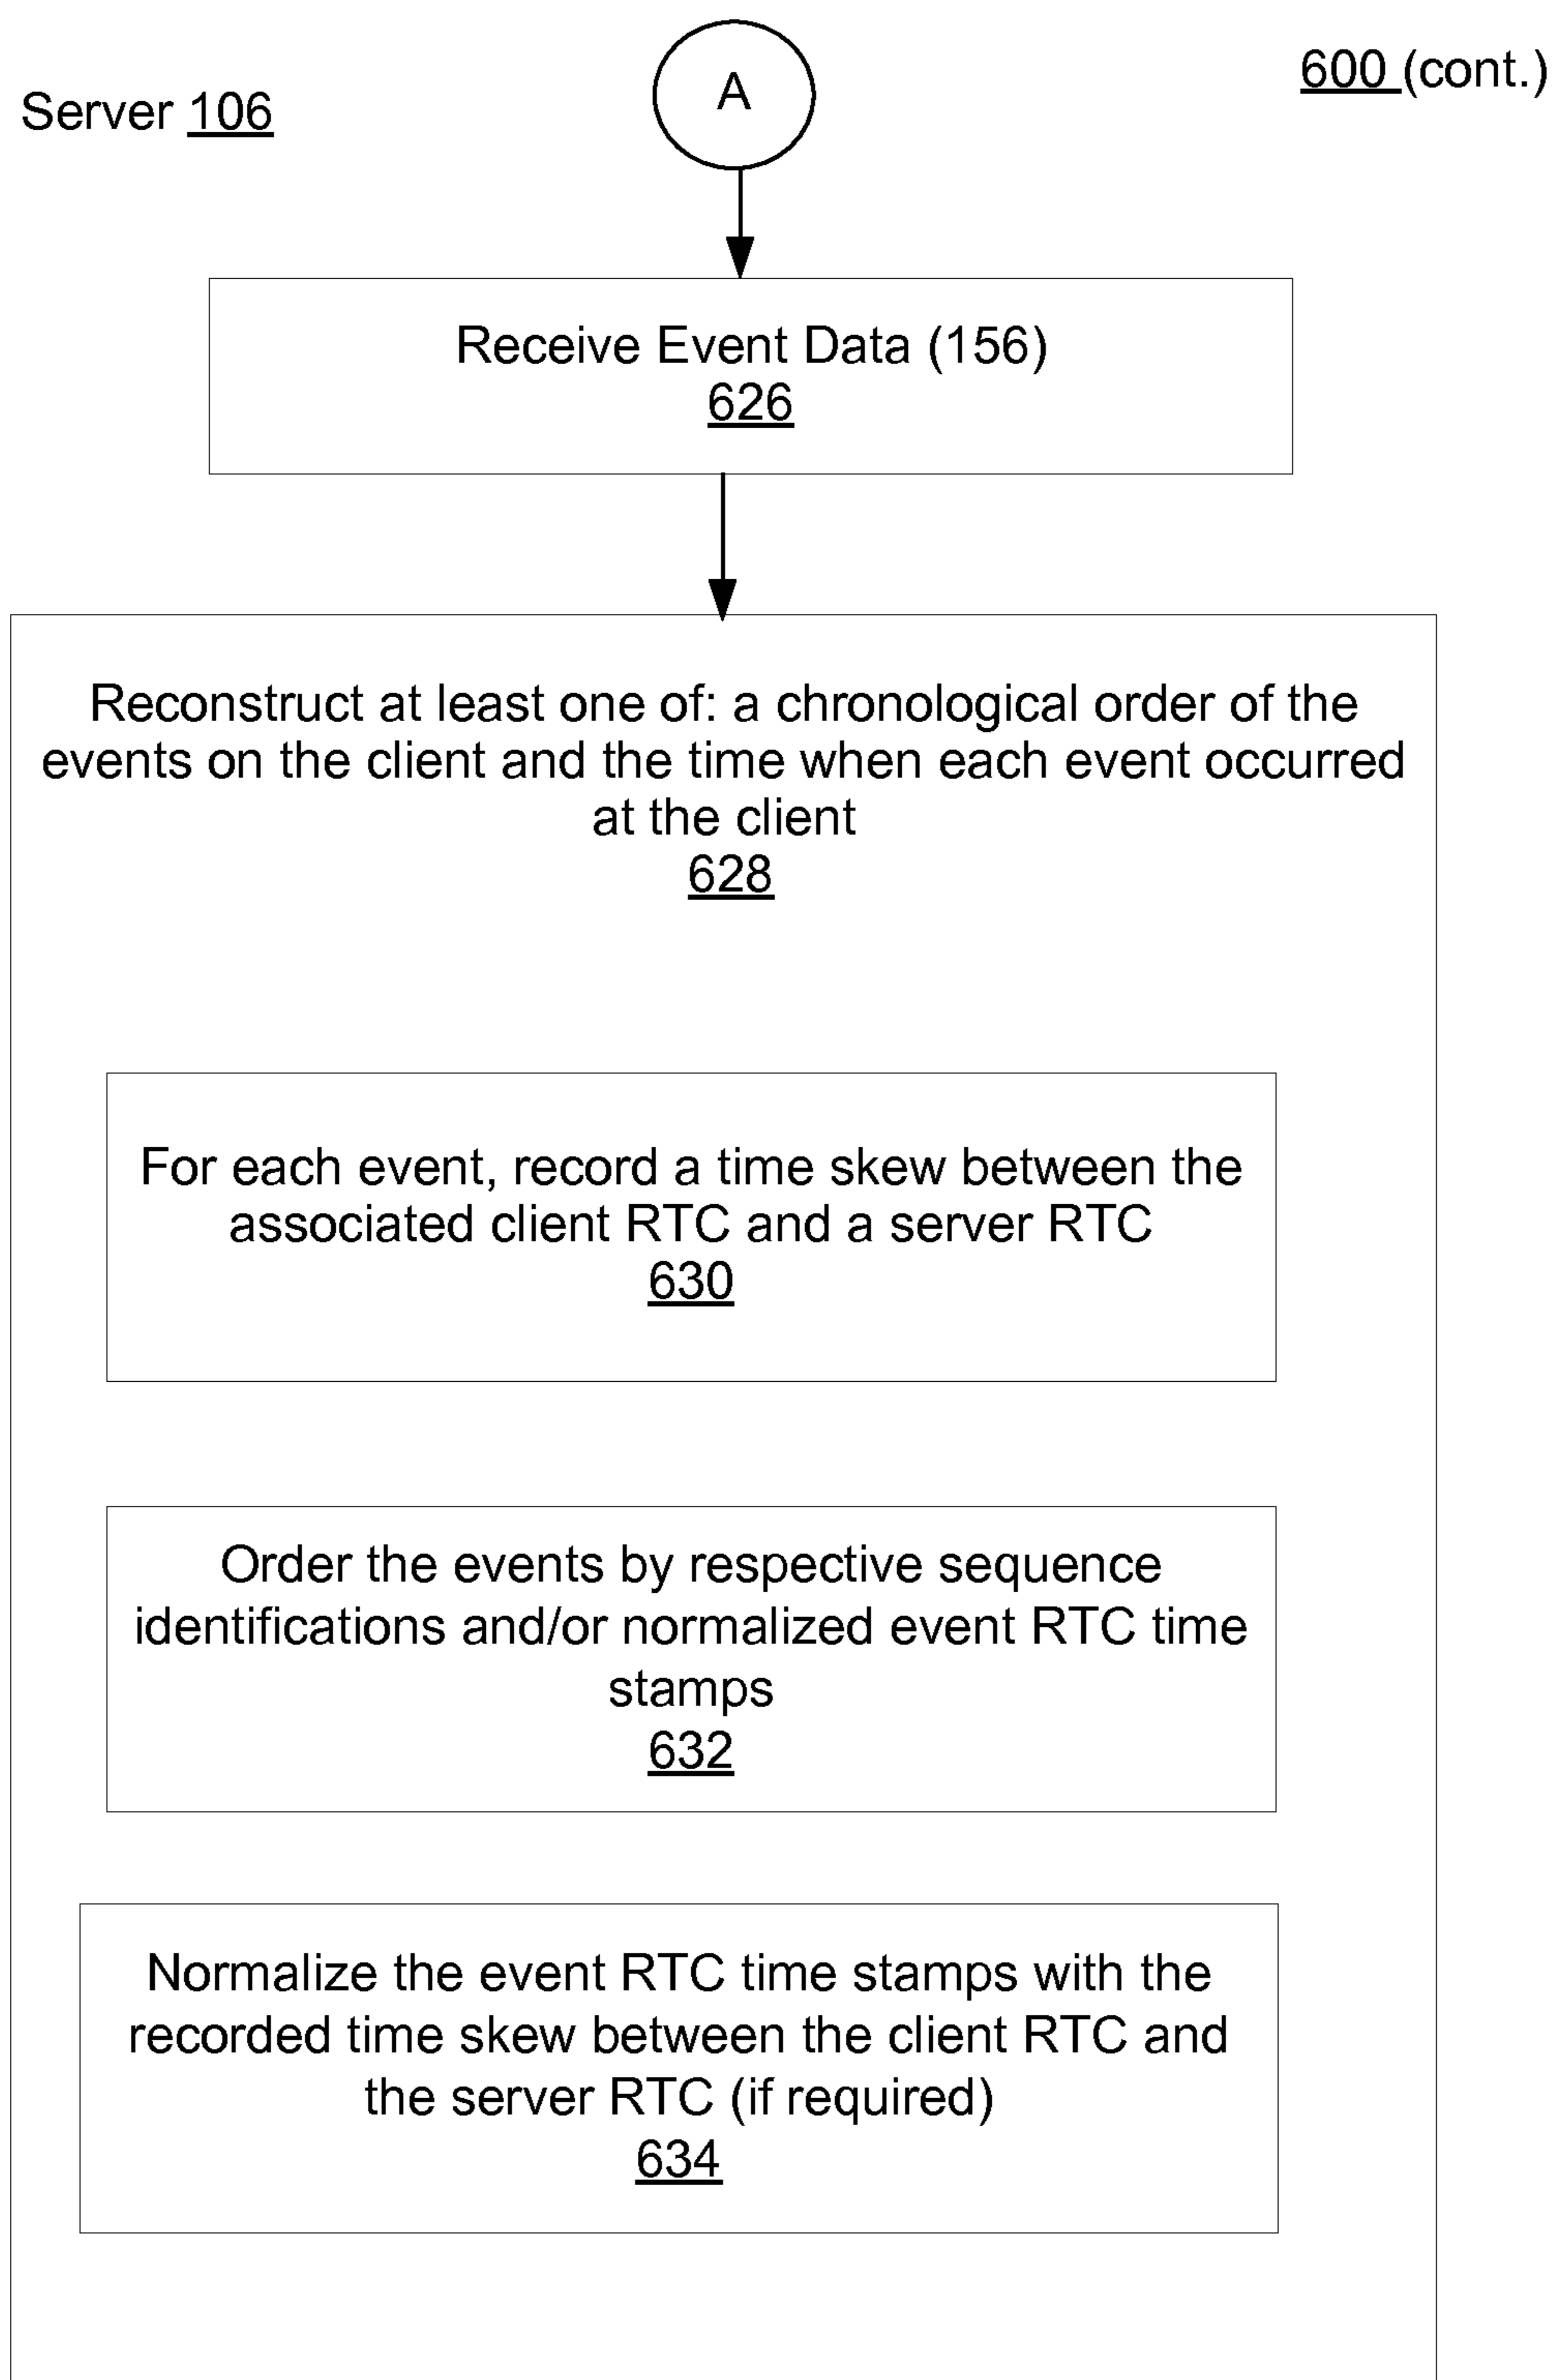 A
600 (cont.)
Server 106
Receive Event Data (156)
626
Reconstruct at least one of: a chronological order of the
events on the client and the time when each event occurred
at the client
628
For each event, record a time skew between the
associated client RTC and a server RTC
630
Order the events by respective sequence
identifications and/or normalized event RTC time
stamps
632
Normalize the event RTC time stamps with the
recorded time skew between the client RTC and
the server RTC (if required)
634